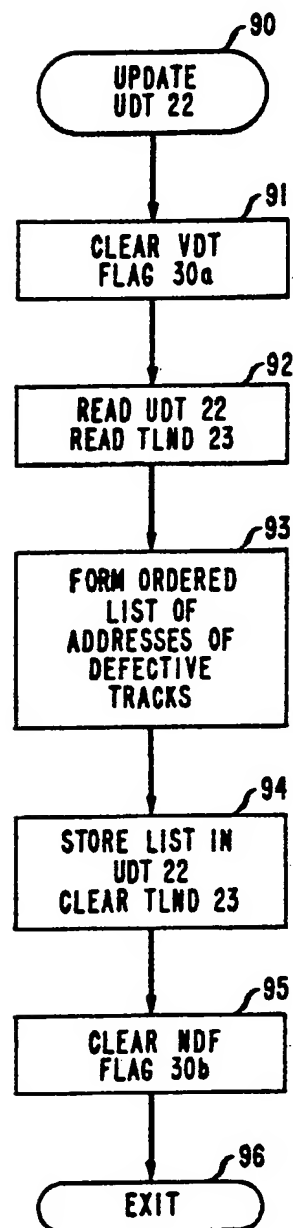 90
UPDATE
UDT 22
91
CLEAR VDT
FLAG 30a
92
READ UDT 22
READ TLND 23
93
FORM ORDERED
LIST OF
ADDRESSES OF
DEFECTIVE
TRACKS
94
STORE LIST IN
UDT 22
CLEAR TLND 23
95
CLEAR NDF
FLAG 30b
96
EXIT